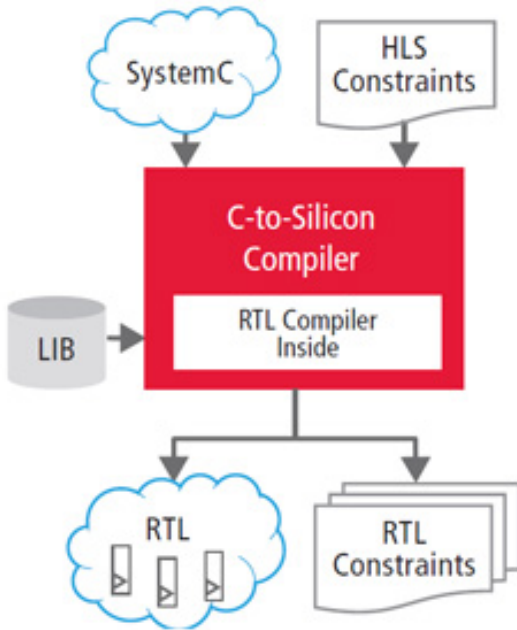 SystemC
HLS
Constraints
C-to-Silicon
Compiler
RTL Compiler
Inside
LIB
RTL
RTL
Constraints